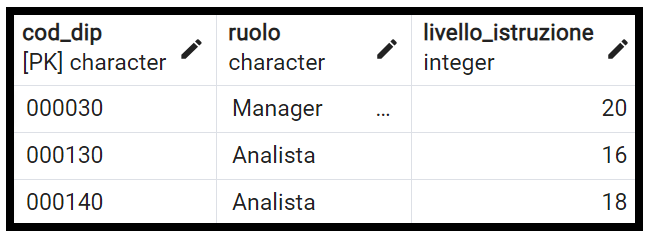 cod_dip ruolo livello_istruzione
[PK] character character integer
000030 Manager ... 20
000130 Analista 16
000140 Analista 18